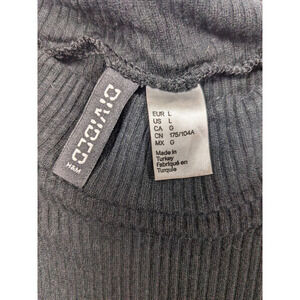 DIVIDED
H&M
EUR L
US L
CA G
CN 175/104A
MX G
Made in
Turkey
Fabriqué en
Turquie